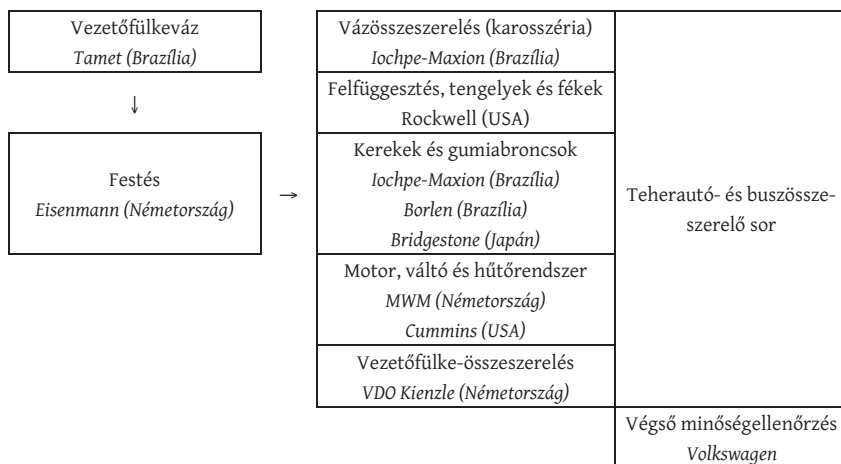 Vezetőfülkeváz
Tamet (Brazília)
↓
Festés
Eisenmann (Németország)
→
Vázösszeszerelés (karosszéria)
Iochpe-Maxion (Brazília)
Felfüggesztés, tengelyek és fékek
Rockwell (USA)
Kerekek és gumiabroncsok
Iochpe-Maxion (Brazília)
Borlen (Brazília)
Bridgestone (Japán)
Motor, váltó és hűtőrendszer
MWM (Németország)
Cummins (USA)
Vezetőfülke-összeszerelés
VDO Kienzle (Németország)
Teherautó- és buszössze-
szerelő sor
Végső minőségellenőrzés
Volkswagen